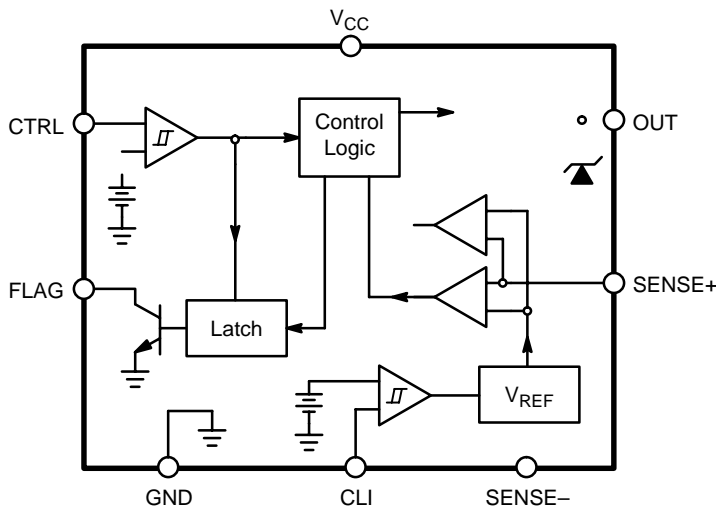 VCC
CTRL
Control
Logic
OUT
FLAG
Latch
SENSE+
VREF
GND
CLI
SENSE–